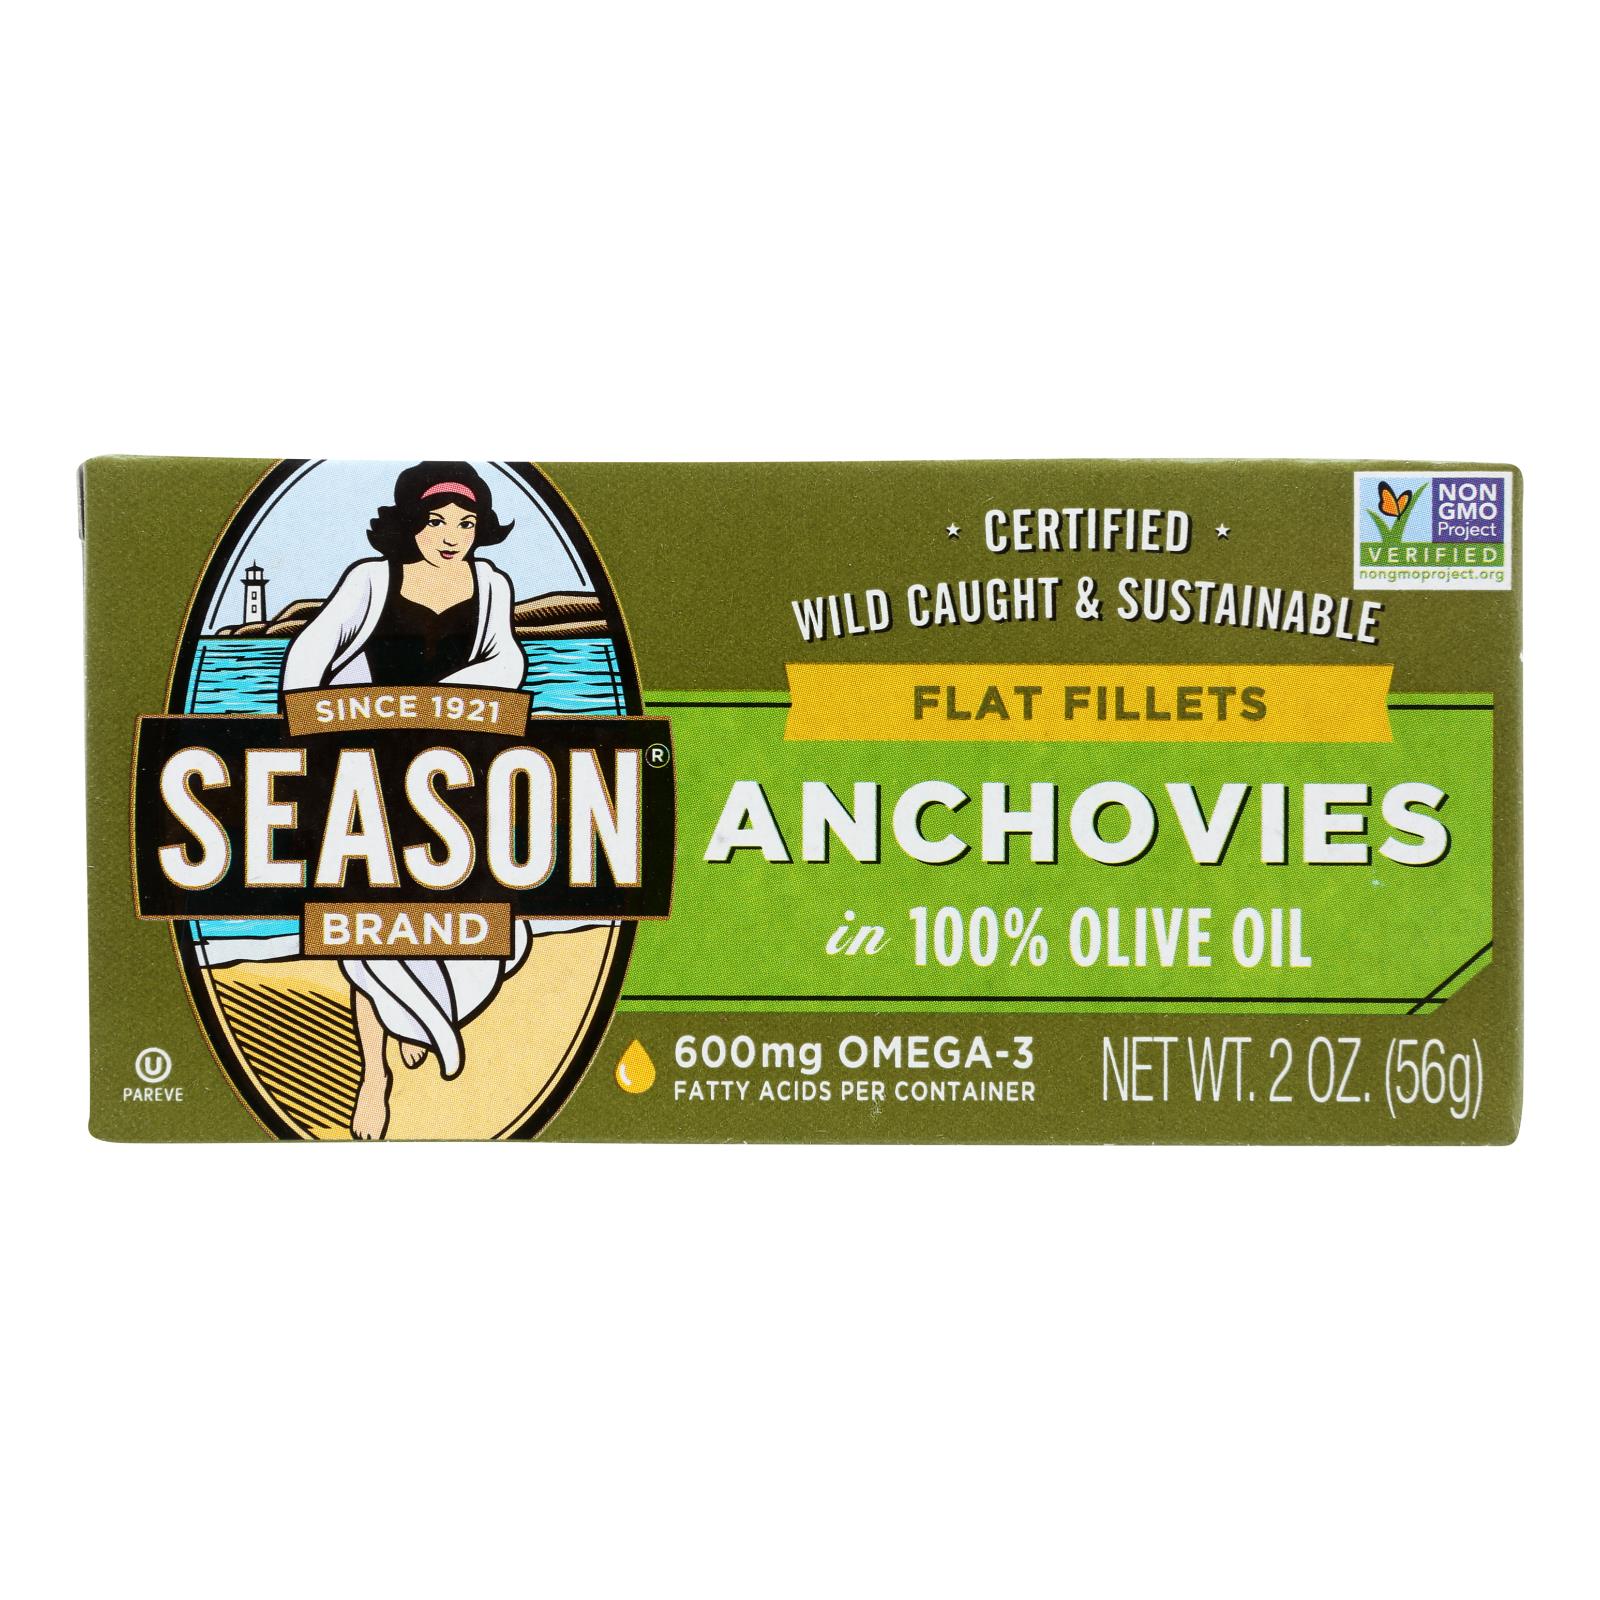 CERTIFIED
WILD CAUGHT & SUSTAINABLE
NON
GMO
Project
VERIFIED
nongmoproject.org
FLAT FILLETS
SINCE 1921
SEASON®
BRAND
ANCHOVIES
in 100% OLIVE OIL
U
PAREVE
600mg OMEGA-3
FATTY ACIDS PER CONTAINER
NET WT. 2 OZ. (56g)